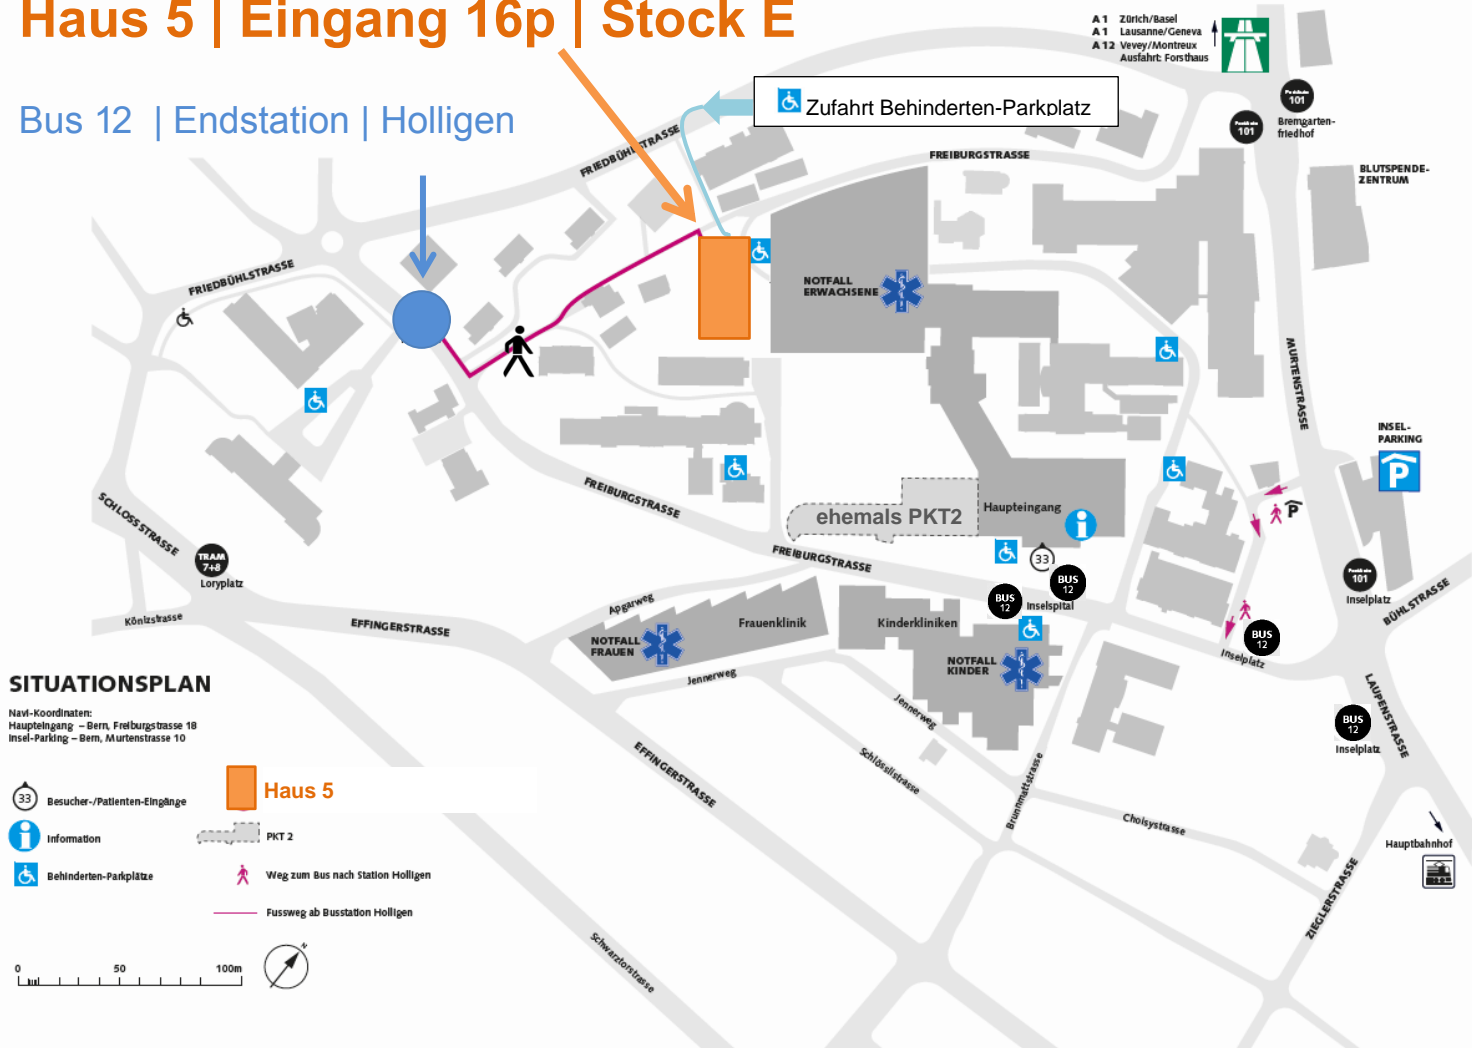 Haus 5 | Eingang 16p | Stock E
Bus 12 | Endstation | Holligen
A 1 Zürich/Basel
A 1 Lausanne/Geneva
A 12 Vevey/Montreux
Ausfahrt: Forsthaus
Zufahrt Behinderten-Parkplatz
101
Bremgarten-
friedhof
101
FRIEDBÜHLSTRASSE
FREIBURGSTRASSE
BLUTSPENDE-
ZENTRUM
FRIEDBÜHLSTRASSE
NOTFALL
ERWACHSENE
MURTENSTRASSE
INSEL-
PARKING
P
SCHLOSSSTRASSE
FREIBURGSTRASSE
ehemals PKT2
Haupteingang
i
P
33
FREIBURGSTRASSE
TRAM
7+8
Loryplatz
BUS
12
BUS
12
Inselspital
101
Inselplatz
BÜHLSTRASSE
Könizstrasse
EFFINGERSTRASSE
Apgarweg
Frauenklinik
Kinderkliniken
NOTFALL
FRAUEN
NOTFALL
KINDER
BUS
12
Inselplatz
Jennerweg
Jennerweg
LAUPENSTRASSE
BUS
12
Inselplatz
SITUATIONSPLAN
Navi-Koordinaten:
Haupteingang – Bern, Freiburgstrasse 18
Insel-Parking – Bern, Murtenstrasse 10
EFFINGERSTRASSE
Schlösslistrasse
Brunnmattstrasse
Choisystrasse
Hauptbahnhof
ZIEGLERSTRASSE
33 Besucher-/Patienten-Eingänge
Haus 5
i Information
PKT 2
Behinderten-Parkplätze
Weg zum Bus nach Station Holligen
Fussweg ab Busstation Holligen
Schwarztorstrasse
0 50 100m
N